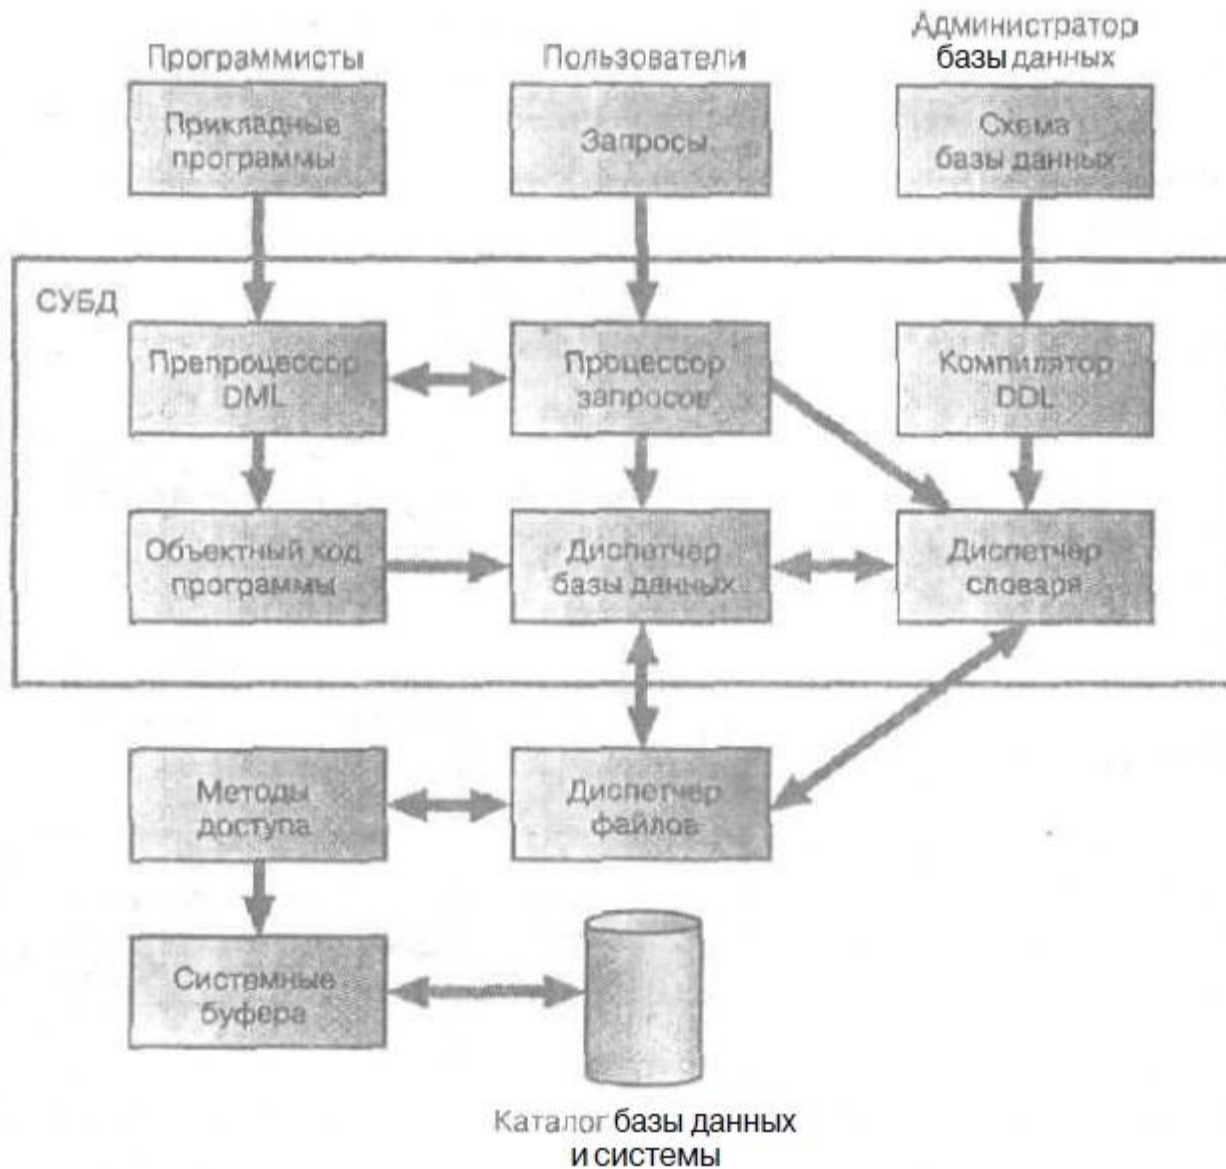 Программисты
Пользователи
Администратор
базы данных
Прикладные
программы
Запросы
Схема
базы данных
СУБД
Препроцессор
DML
Процессор
запросов
Компилятор
DDL
Объектный код
программы
Диспетчер
базы данных
Диспетчер
словаря
Методы
доступа
Диспетчер
файлов
Системные
буфера
Каталог базы данных
и системы